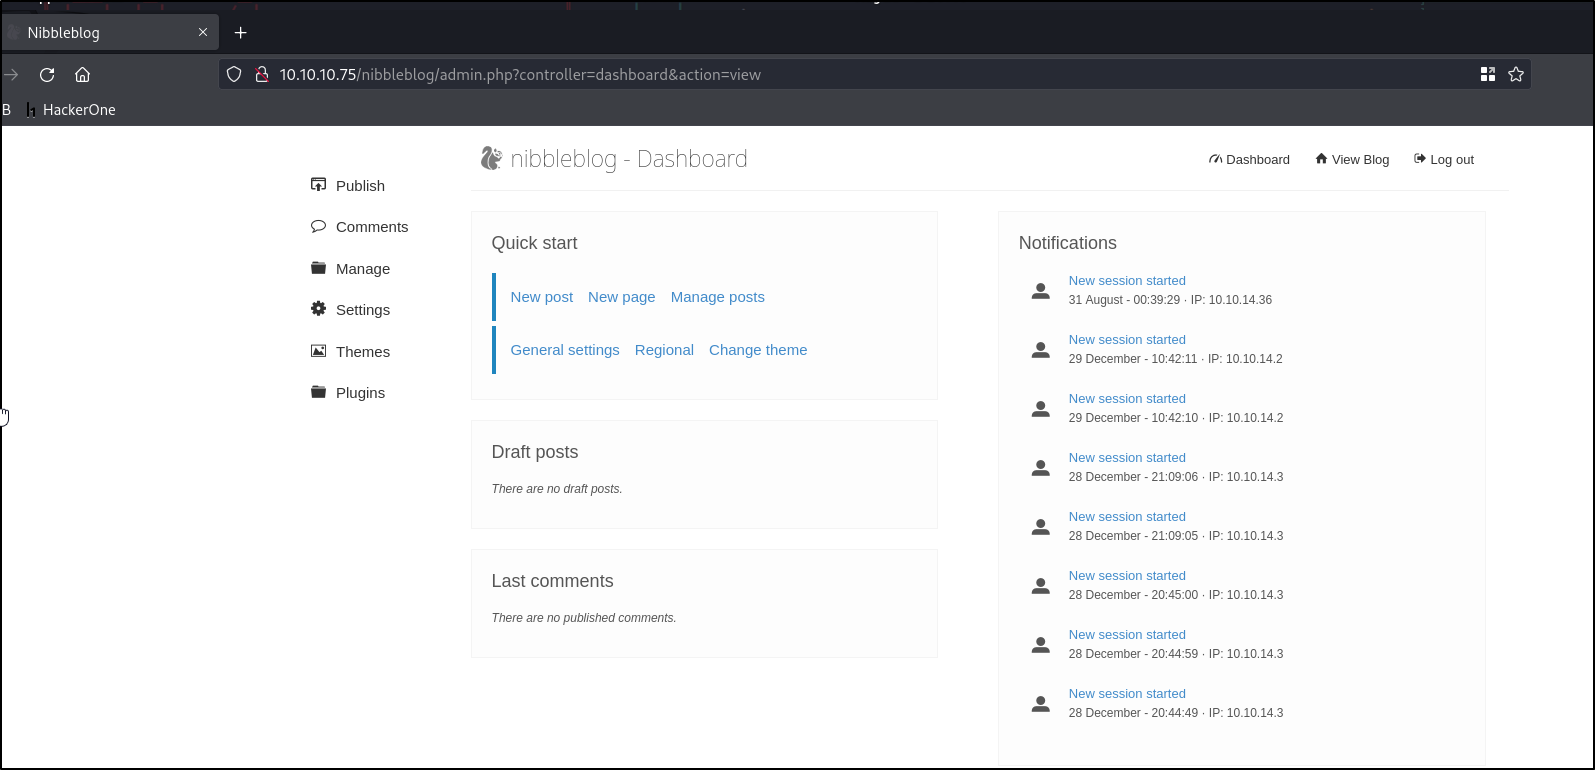 Nibbleblog
10.10.10.75/nibbleblog/admin.php?controller=dashboard&action=view
B HackerOne
nibbleblog - Dashboard
Dashboard View Blog Log out
Publish
Comments
Manage
Settings
Themes
Plugins
Quick start
New post New page Manage posts
General settings Regional Change theme
Draft posts
There are no draft posts.
Last comments
There are no published comments.
Notifications
New session started
31 August - 00:39:29 · IP: 10.10.14.36
New session started
29 December - 10:42:11 · IP: 10.10.14.2
New session started
29 December - 10:42:10 · IP: 10.10.14.2
New session started
28 December - 21:09:06 · IP: 10.10.14.3
New session started
28 December - 21:09:05 · IP: 10.10.14.3
New session started
28 December - 20:45:00 · IP: 10.10.14.3
New session started
28 December - 20:44:59 · IP: 10.10.14.3
New session started
28 December - 20:44:49 · IP: 10.10.14.3